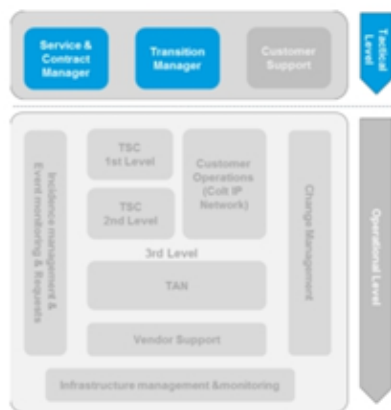 Service &
Contract
Manager
Transition
Manager
Customer
Support
Tactical
Level
Incidence management &
Event monitoring & Requests
TSC
1st Level
TSC
2nd Level
Customer
Operations
(Colt IP
Network)
Change Management
3rd Level
TAN
Vendor Support
Infrastructure management &monitoring
Operational Level